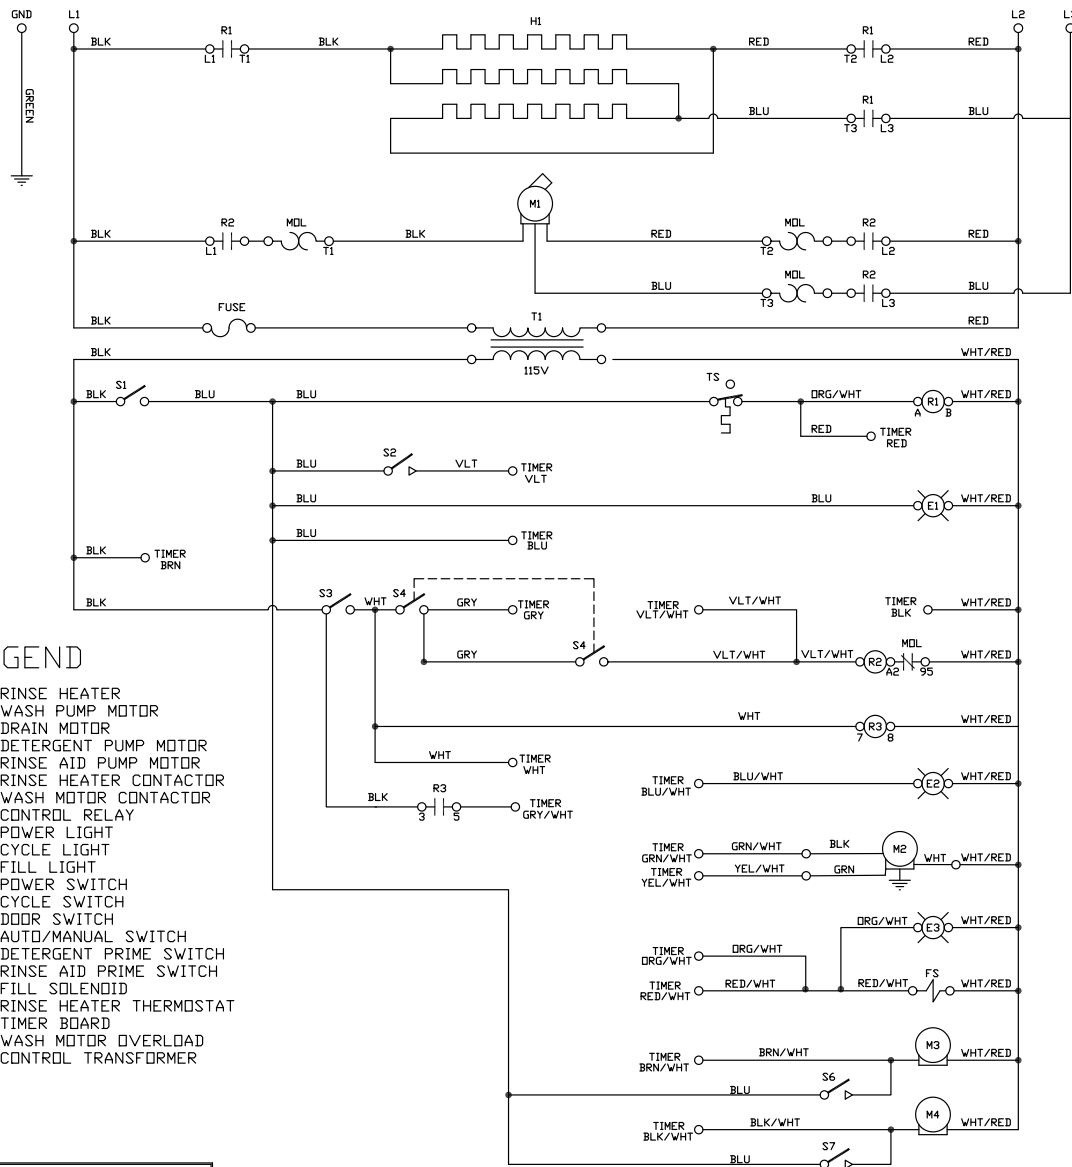 GND L1 L2 L3
BLK R1 BLK H1 RED R1 RED
L1 T1 T2 L2
GREEN
R1
BLU BLU
T3 L3
M1
BLK R2 MOL BLK RED MOL R2 RED
L1 T1 T2 L2
BLU MOL R2 BLU
T3 L3
FUSE T1
BLK RED
BLK WHT/RED
115V
TS
S1
BLK BLU BLU ORG/WHT R1 WHT/RED
A B
RED TIMER
RED
S2
BLU VLT TIMER
VLT
BLU BLU E1 WHT/RED
BLU TIMER
BLU
BLK TIMER
BRN
BLK S3 WHT S4 GRY TIMER
GRY
TIMER
VLT/WHT
VLT/WHT
TIMER
BLK
WHT/RED
GRY S4 VLT/WHT VLT/WHT R2 MOL WHT/RED
A2 95
WHT R3 WHT/RED
7 8
WHT TIMER
WHT
TIMER
BLU/WHT
BLU/WHT E2 WHT/RED
BLK R3 TIMER
GRY/WHT
3 5
TIMER
GRN/WHT
GRN/WHT BLK M2 WHT WHT/RED
TIMER
YEL/WHT
YEL/WHT GRN
ORG/WHT E3 WHT/RED
TIMER
ORG/WHT
ORG/WHT
TIMER
RED/WHT
RED/WHT RED/WHT FS WHT/RED
TIMER
BRN/WHT
BRN/WHT M3 WHT/RED
BLU S6
TIMER
BLK/WHT
BLK/WHT M4 WHT/RED
BLU S7
GEND
RINSE HEATER
WASH PUMP MOTOR
DRAIN MOTOR
DETERGENT PUMP MOTOR
RINSE AID PUMP MOTOR
RINSE HEATER CONTACTOR
WASH MOTOR CONTACTOR
CONTROL RELAY
POWER LIGHT
CYCLE LIGHT
FILL LIGHT
POWER SWITCH
CYCLE SWITCH
DOOR SWITCH
AUTO/MANUAL SWITCH
DETERGENT PRIME SWITCH
RINSE AID PRIME SWITCH
FILL SOLENOID
RINSE HEATER THERMOSTAT
TIMER BOARD
WASH MOTOR OVERLOAD
CONTROL TRANSFORMER